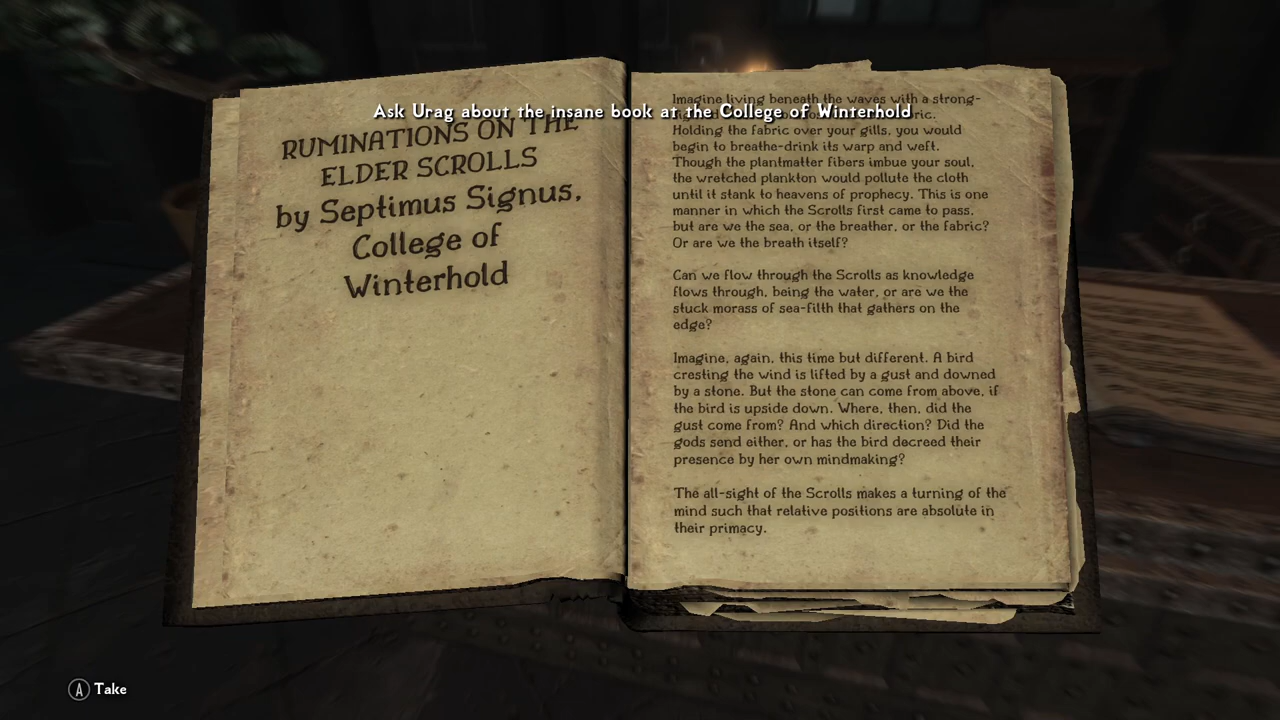 Ask Urag about the insane book at the College of Winterhold
RUMINATIONS ON THE
ELDER SCROLLS
by Septimus Signus,
College of
Winterhold
Imagine living beneath the waves with a strong-
Holding the fabric over your gills, you would
begin to breathe-drink its warp and weft.
Though the plantmatter fibers imbue your soul,
the wretched plankton would pollute the cloth
until it stank to heavens of prophecy. This is one
manner in which the Scrolls first came to pass,
but are we the sea, or the breather, or the fabric?
Or are we the breath itself?
Can we flow through the Scrolls as knowledge
flows through, being the water, or are we the
stuck morass of sea-filth that gathers on the
edge?
Imagine, again, this time but different. A bird
cresting the wind is lifted by a gust and downed
by a stone. But the stone can come from above, if
the bird is upside down. Where, then, did the
gust come from? And which direction? Did the
gods send either, or has the bird decreed their
presence by her own mindmaking?
The all-sight of the Scrolls makes a turning of the
mind such that relative positions are absolute in
their primacy.
A Take